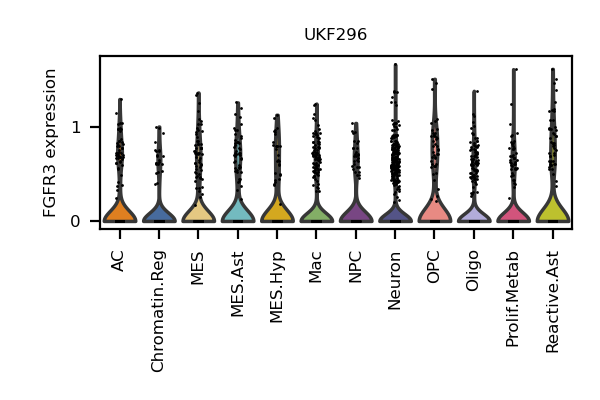 UKF296
FGFR3 expression
1
0
AC
Chromatin.Reg
MES
MES.Ast
MES.Hyp
Mac
NPC
Neuron
OPC
Oligo
Prolif.Metab
Reactive.Ast